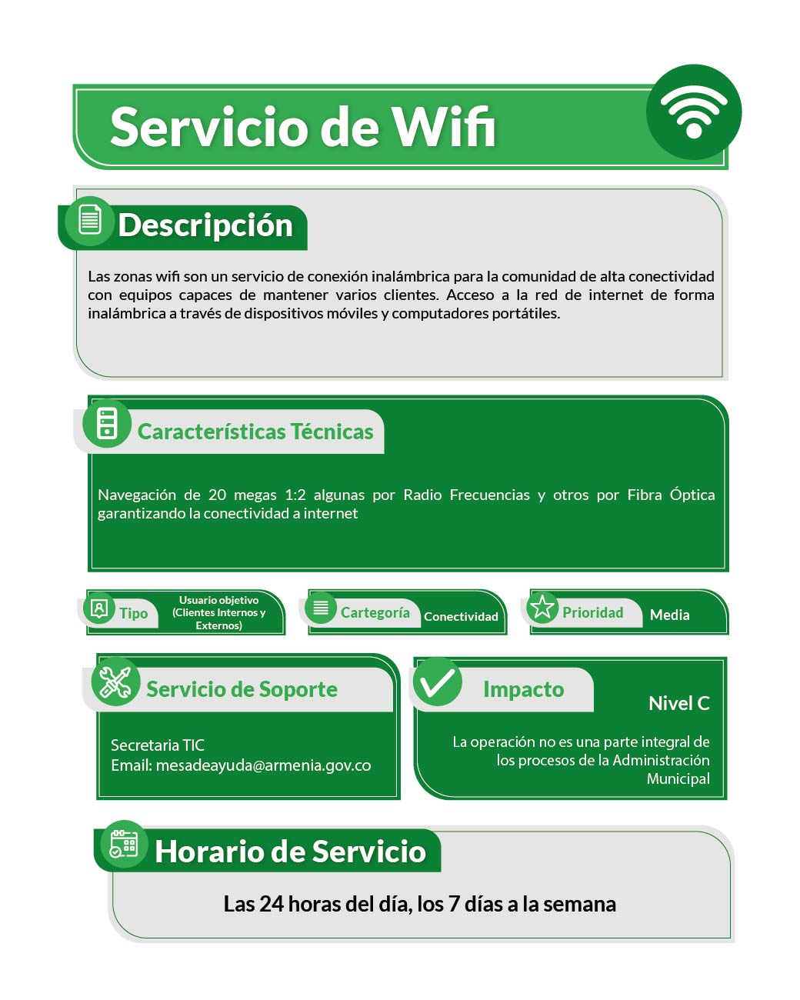 Servicio de Wifi
Descripción
Las zonas wifi son un servicio de conexión inalámbrica para la comunidad de alta conectividad
con equipos capaces de mantener varios clientes. Acceso a la red de internet de forma
inalámbrica a través de dispositivos móviles y computadores portátiles.
Características Técnicas
Navegación de 20 megas 1:2 algunas por Radio Frecuencias y otros por Fibra Óptica
garantizando la conectividad a internet
Tipo
Usuario objetivo
(Clientes Internos y
Externos)
Cartegoría
Conectividad
Prioridad
Media
Servicio de Soporte
Secretaria TIC
Email: mesadeayuda@armenia.gov.co
Impacto
Nivel C
La operación no es una parte integral de
los procesos de la Administración
Municipal
Horario de Servicio
Las 24 horas del día, los 7 días a la semana